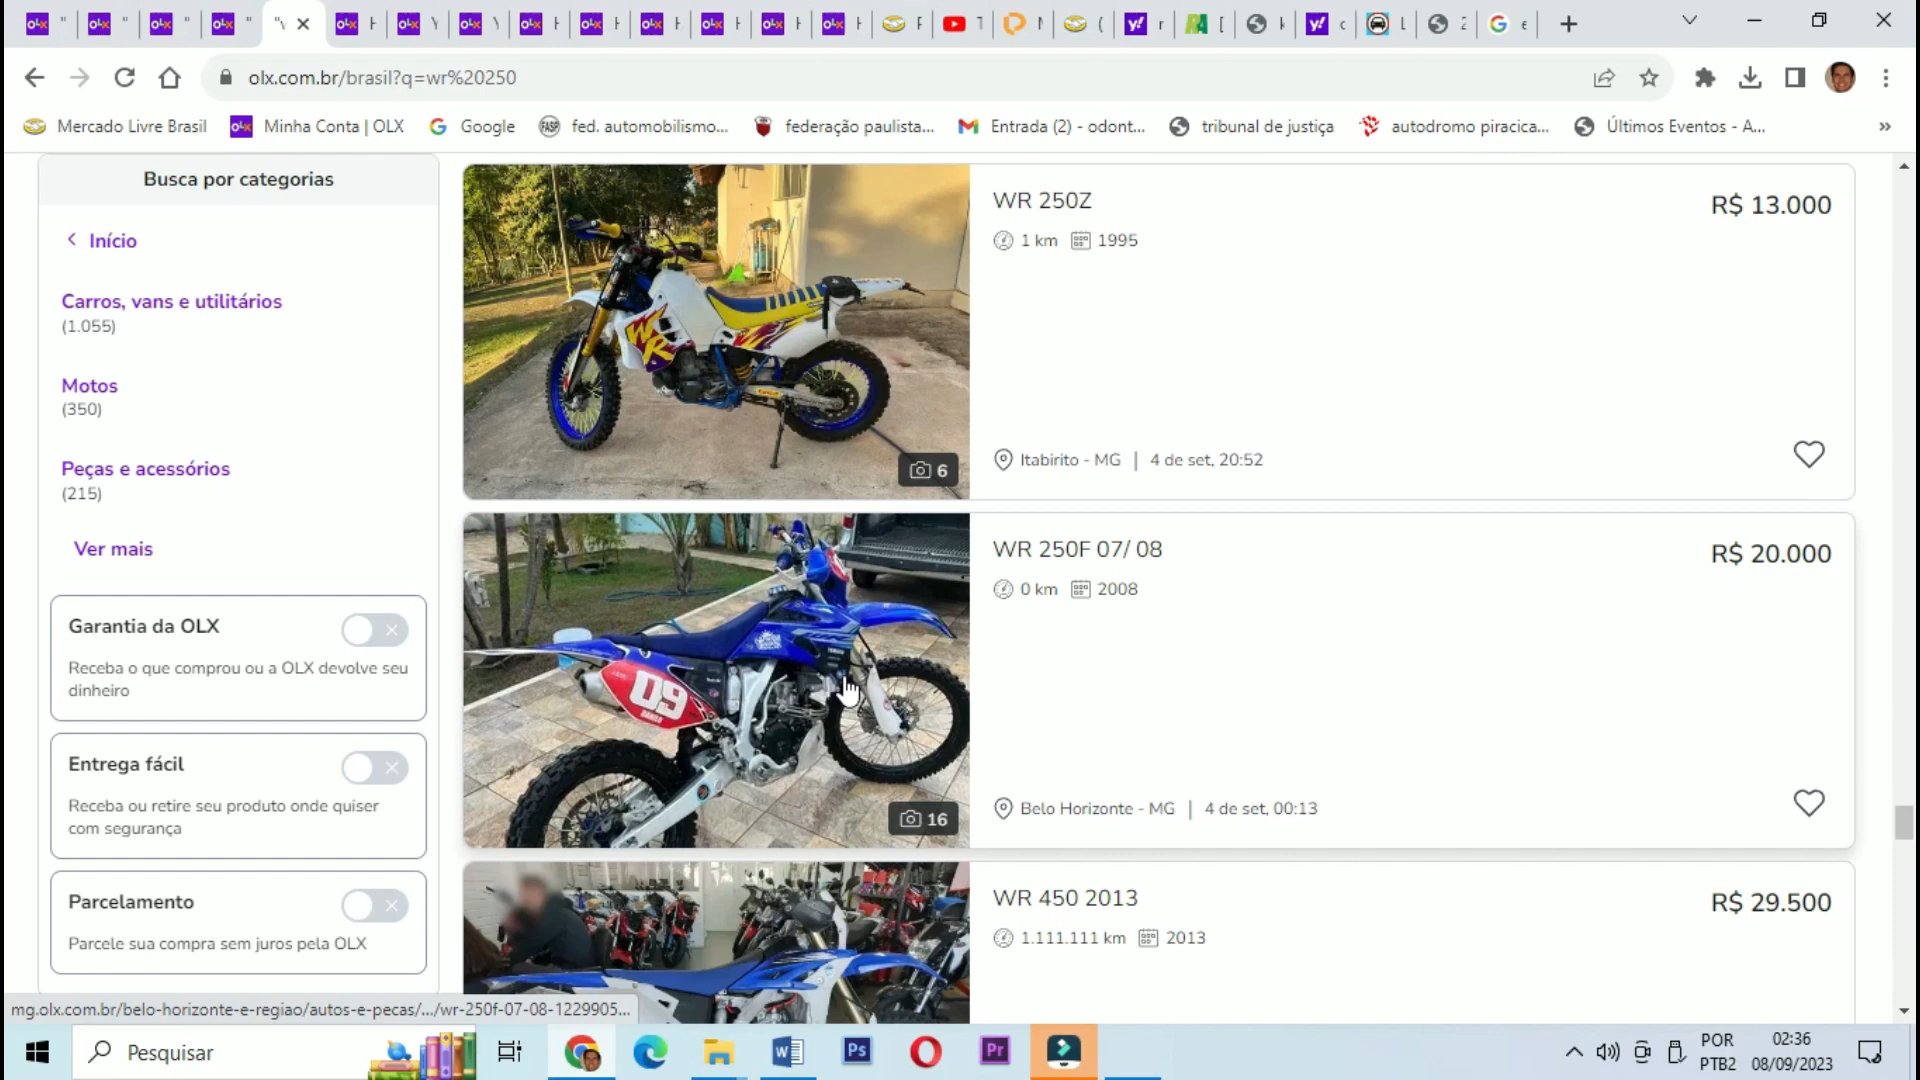 olx.com.br/brasil?q=wr%20250
Mercado Livre Brasil
Minha Conta | OLX
Google
fed. automobilismo...
federação paulista...
Entrada (2) - odont...
tribunal de justiça
autodromo piracica...
Últimos Eventos - A...
»
Busca por categorias
Início
Carros, vans e utilitários
(1.055)
Motos
(350)
Peças e acessórios
(215)
Ver mais
Garantia da OLX
Receba o que comprou ou a OLX devolve seu
dinheiro
Entrega fácil
Receba ou retire seu produto onde quiser
com segurança
Parcelamento
Parcele sua compra sem juros pela OLX
WR
6
WR 250Z
R$ 13.000
1 km
1995
Itabirito - MG | 4 de set, 20:52
09
16
WR 250F 07/ 08
R$ 20.000
0 km
2008
Belo Horizonte - MG | 4 de set, 00:13
WR 450 2013
R$ 29.500
1.111.111 km
2013
mg.olx.com.br/belo-horizonte-e-regiao/autos-e-pecas/.../wr-250f-07-08-1229905...
Pesquisar
W
Ps
Pr
POR
PTB2
02:36
08/09/2023